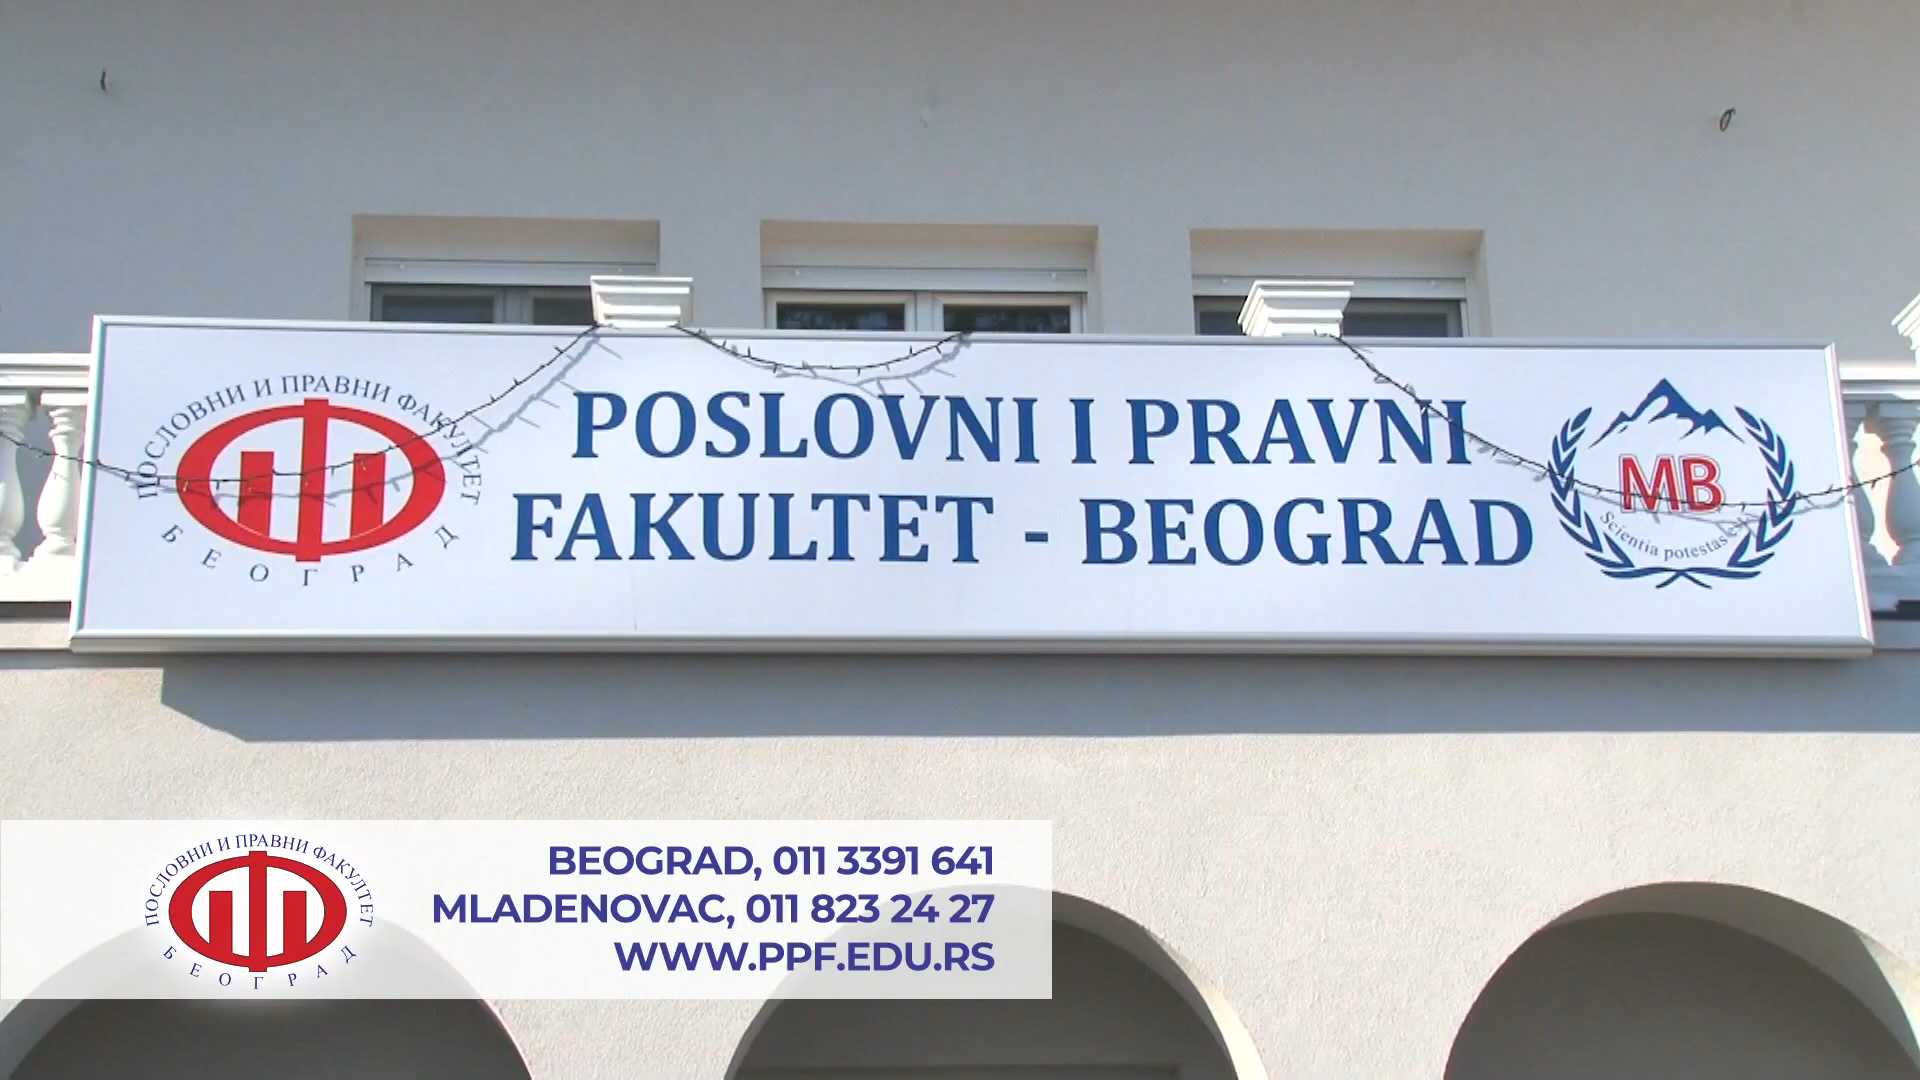 ПОСЛОВНИ И ПРАВНИ ФАКУЛТЕТ
БЕОГРАД
POSLOVNI I PRAVNI
FAKULTET - BEOGRAD
MB
Scientia potestas est
ПОСЛОВНИ И ПРАВНИ ФАКУЛТЕТ
БЕОГРАД
BEOGRAD, 011 3391 641
MLADENOVAC, 011 823 24 27
WWW.PPF.EDU.RS